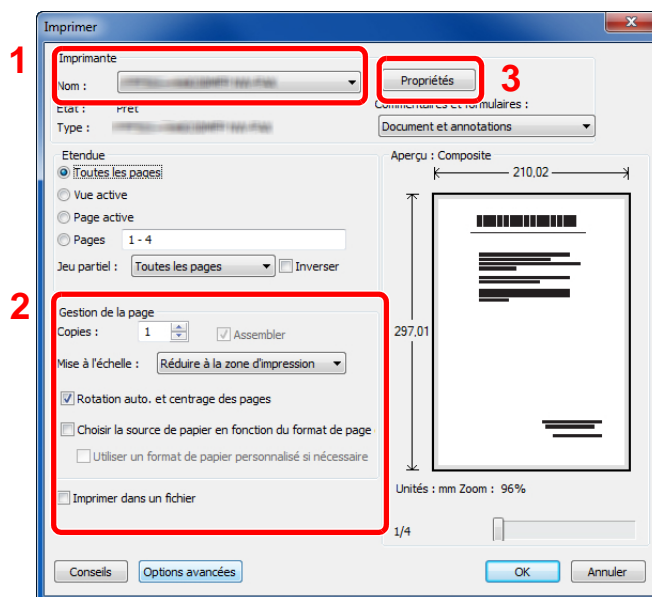 Imprimer
x
1
Imprimante
Nom :
Propriétés
3
Etat : Prêt
Commentaires et formulaires :
Type :
Document et annotations
Etendue
Toutes les pages
Vue active
Page active
Pages 1 - 4
Jeu partiel : Toutes les pages Inverser
Aperçu : Composite
210,02
297,01
2
Gestion de la page
Copies : 1 Assembler
Mise à l'échelle : Réduire à la zone d'impression
Rotation auto. et centrage des pages
Choisir la source de papier en fonction du format de page
Utiliser un format de papier personnalisé si nécessaire
Imprimer dans un fichier
Unités : mm Zoom : 96%
1/4
Conseils
Options avancées
OK
Annuler